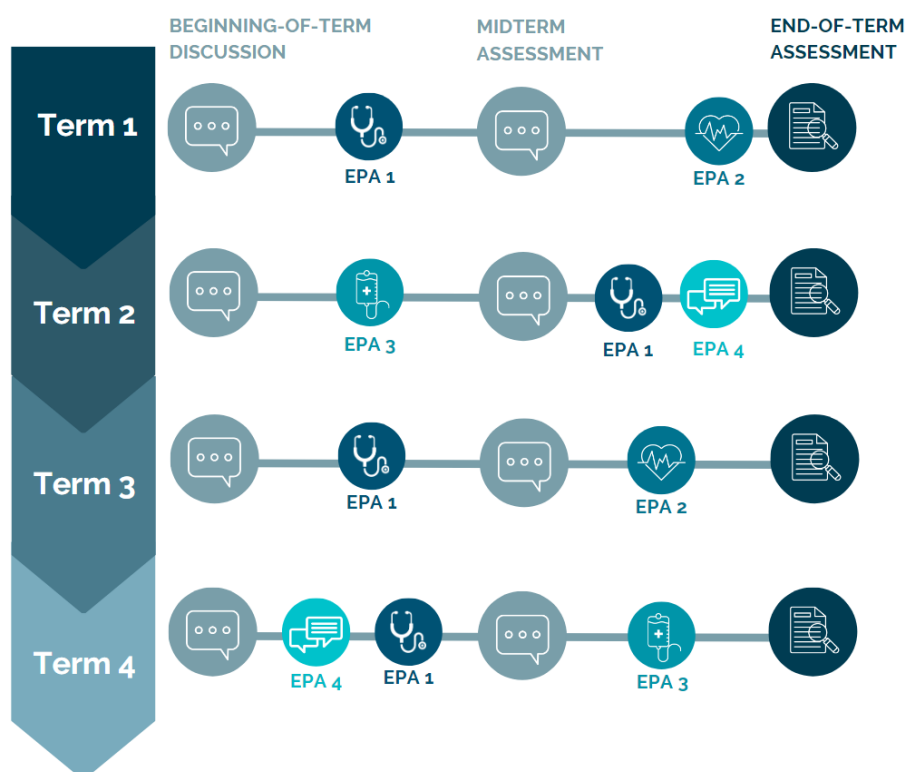 BEGINNING-OF-TERM
DISCUSSION
MIDTERM
ASSESSMENT
END-OF-TERM
ASSESSMENT
Term 1
EPA 1
EPA 2
Term 2
EPA 3
EPA 1
EPA 4
Term 3
EPA 1
EPA 2
Term 4
EPA 4
EPA 1
EPA 3